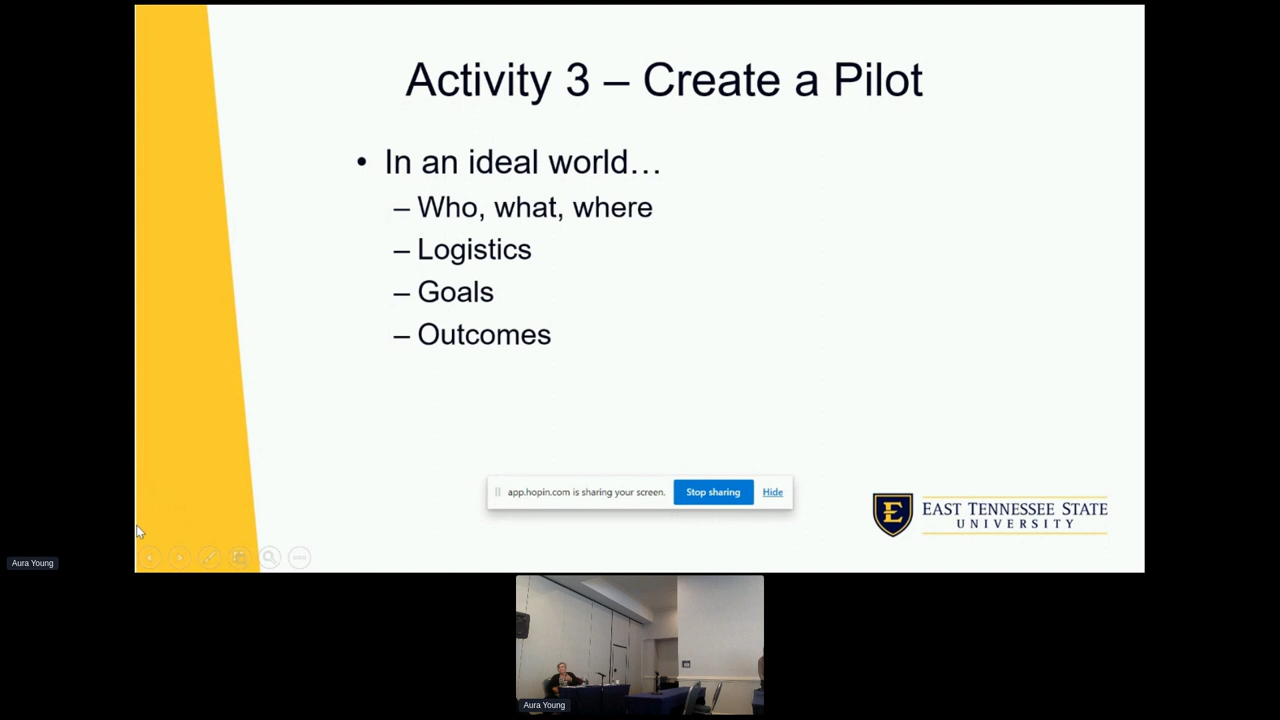 Activity 3 – Create a Pilot
• In an ideal world…
– Who, what, where
– Logistics
– Goals
– Outcomes
app.hopin.com is sharing your screen. Stop sharing Hide
E EAST TENNESSEE STATE
UNIVERSITY
Aura Young
Aura Young